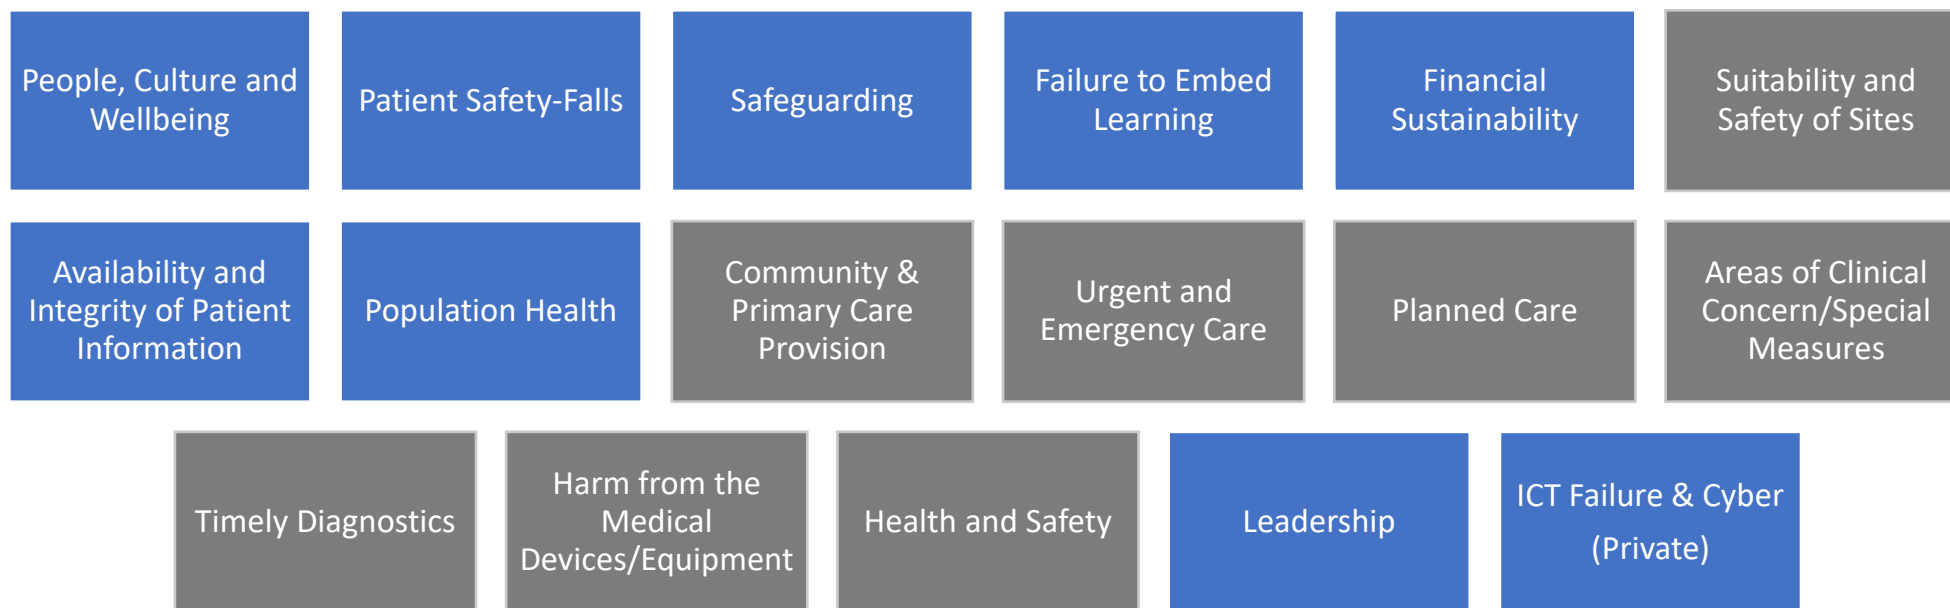 People, Culture and
Wellbeing
Patient Safety-Falls
Safeguarding
Failure to Embed
Learning
Financial
Sustainability
Suitability and
Safety of Sites
Availability and
Integrity of Patient
Information
Population Health
Community &
Primary Care
Provision
Urgent and
Emergency Care
Planned Care
Areas of Clinical
Concern/Special
Measures
Timely Diagnostics
Harm from the
Medical
Devices/Equipment
Health and Safety
Leadership
ICT Failure & Cyber
(Private)